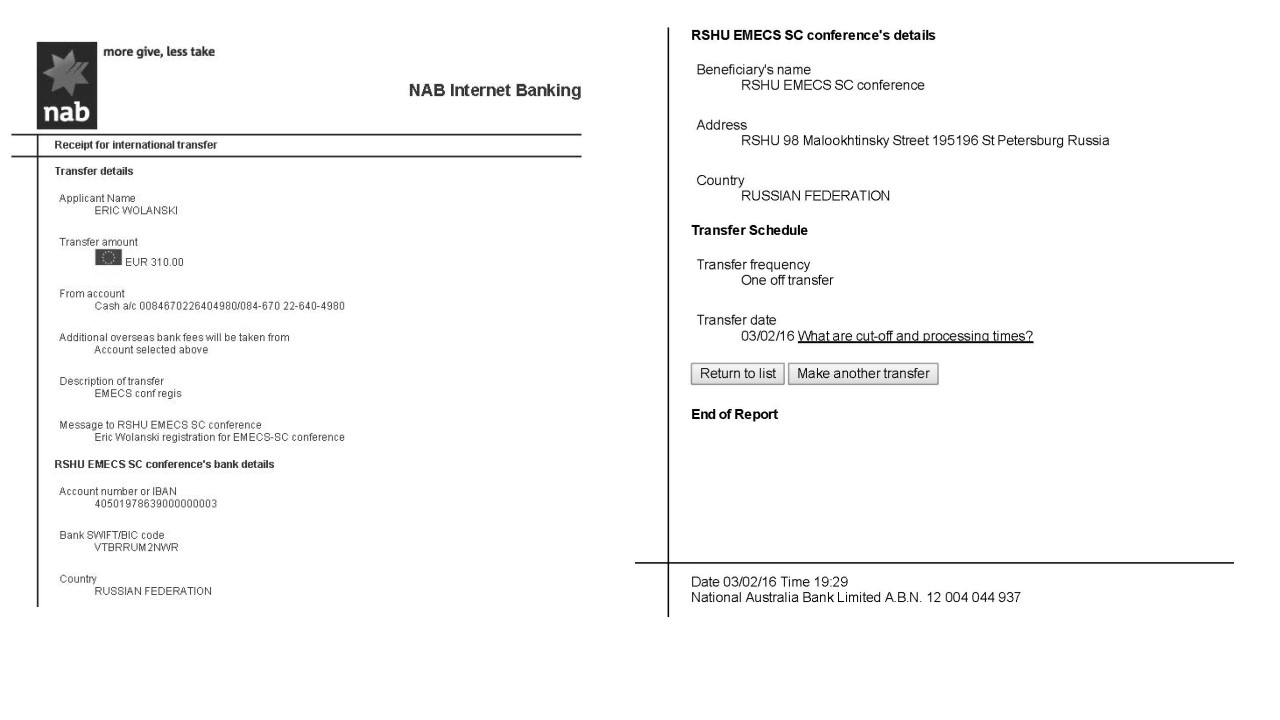 more give, less take
nab
NAB Internet Banking
Receipt for international transfer
Transfer details
Applicant Name
ERIC WOLANSKI
Transfer amount
EUR 310.00
From account
Cash a/c 0084670226404980/084-670 22-640-4980
Additional overseas bank fees will be taken from
Account selected above
Description of transfer
EMECS conf regis
Message to RSHU EMECS SC conference
Eric Wolanski registration for EMECS-SC conference
RSHU EMECS SC conference's bank details
Account number or IBAN
40501978639000000003
Bank SWIFT/BIC code
VTBRRUM2NWR
Country
RUSSIAN FEDERATION
RSHU EMECS SC conference's details
Beneficiary's name
RSHU EMECS SC conference
Address
RSHU 98 Malookhtinsky Street 195196 St Petersburg Russia
Country
RUSSIAN FEDERATION
Transfer Schedule
Transfer frequency
One off transfer
Transfer date
03/02/16 What are cut-off and processing times?
Return to list Make another transfer
End of Report
Date 03/02/16 Time 19:29
National Australia Bank Limited A.B.N. 12 004 044 937